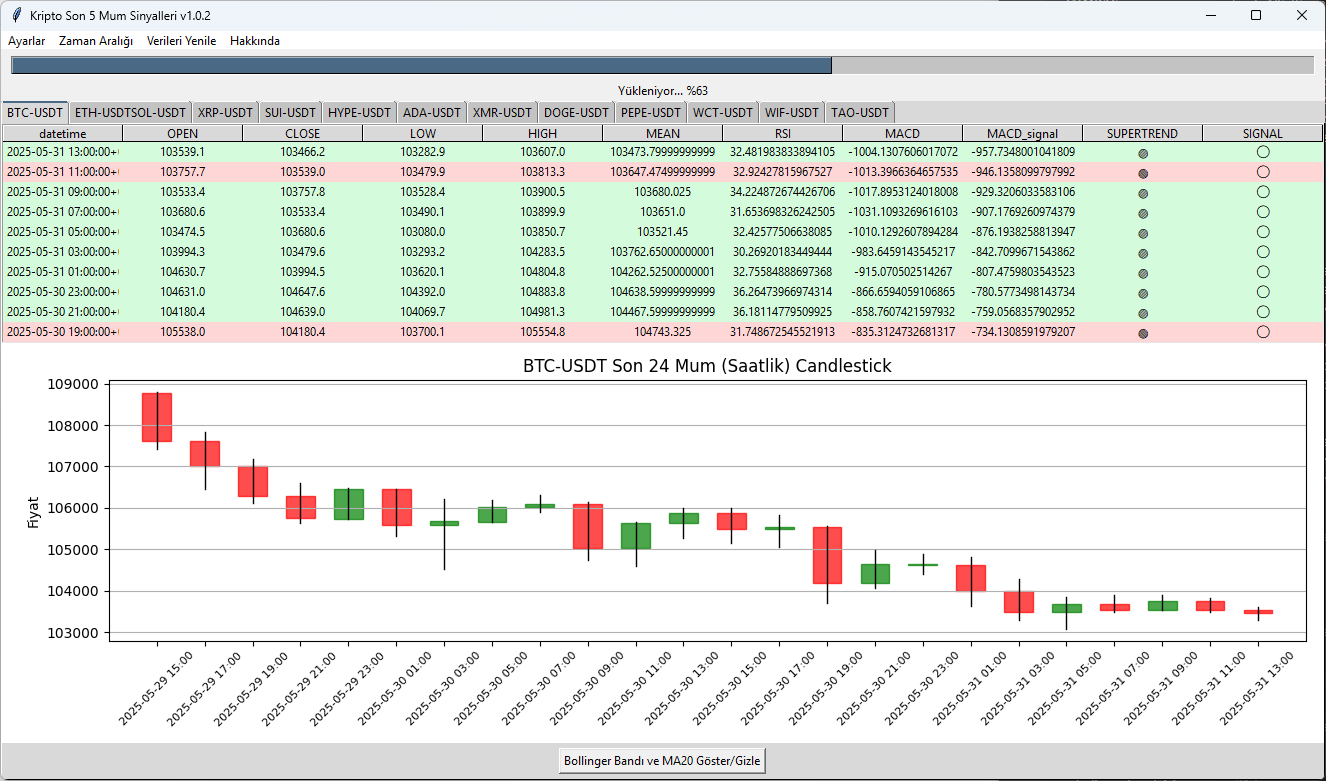 Kripto Son 5 Mum Sinyalleri v1.0.2
Ayarlar Zaman Aralığı Verileri Yenile Hakkında
Yükleniyor... %63
BTC-USDT ETH-USDT SOL-USDT XRP-USDT SUI-USDT HYPE-USDT ADA-USDT XMR-USDT DOGE-USDT PEPE-USDT WCT-USDT WIF-USDT TAO-USDT
datetime OPEN CLOSE LOW HIGH MEAN RSI MACD MACD_signal SUPERTREND SIGNAL
2025-05-31 13:00:00+ 103539.1 103466.2 103282.9 103607.0 103473.79999999999 32.481983833894105 -1004.1307606017072 -957.7348001041809
2025-05-31 11:00:00+ 103757.7 103539.0 103479.9 103813.3 103647.47499999999 32.92427815967527 -1013.3966364657535 -946.1358099797992
2025-05-31 09:00:00+ 103533.4 103757.8 103528.4 103900.5 103680.025 34.224872674426706 -1017.8953124018008 -929.3206033583106
2025-05-31 07:00:00+ 103680.6 103533.4 103490.1 103899.9 103651.0 31.653698326242505 -1031.1093269616103 -907.1769260974379
2025-05-31 05:00:00+ 103474.5 103680.6 103080.0 103850.7 103521.45 32.42577506638085 -1010.1292607894284 -876.1938258813947
2025-05-31 03:00:00+ 103994.3 103479.6 103293.2 104283.5 103762.65000000001 30.26920183449444 -983.6459143545217 -842.7099671543862
2025-05-31 01:00:00+ 104630.7 103994.5 103620.1 104804.8 104262.52500000001 32.75584888697368 -915.070502514267 -807.4759803543523
2025-05-30 23:00:00+ 104631.0 104647.6 104392.0 104883.8 104638.59999999999 36.26473966974314 -866.6594059106865 -780.5773498143734
2025-05-30 21:00:00+ 104180.4 104639.0 104069.7 104981.3 104467.59999999999 36.18114779509925 -858.7607421597932 -759.0568357902952
2025-05-30 19:00:00+ 105538.0 104180.4 103700.1 105554.8 104743.325 31.748672545521913 -835.3124732681317 -734.1308591979207
BTC-USDT Son 24 Mum (Saatlik) Candlestick
109000
108000
107000
106000
105000
104000
103000
Fiyat
2025-05-29 15:00
2025-05-29 17:00
2025-05-29 19:00
2025-05-29 21:00
2025-05-29 23:00
2025-05-30 01:00
2025-05-30 03:00
2025-05-30 05:00
2025-05-30 07:00
2025-05-30 09:00
2025-05-30 11:00
2025-05-30 13:00
2025-05-30 15:00
2025-05-30 17:00
2025-05-30 19:00
2025-05-30 21:00
2025-05-30 23:00
2025-05-31 01:00
2025-05-31 03:00
2025-05-31 05:00
2025-05-31 07:00
2025-05-31 09:00
2025-05-31 11:00
2025-05-31 13:00
Bollinger Bandı ve MA20 Göster/Gizle